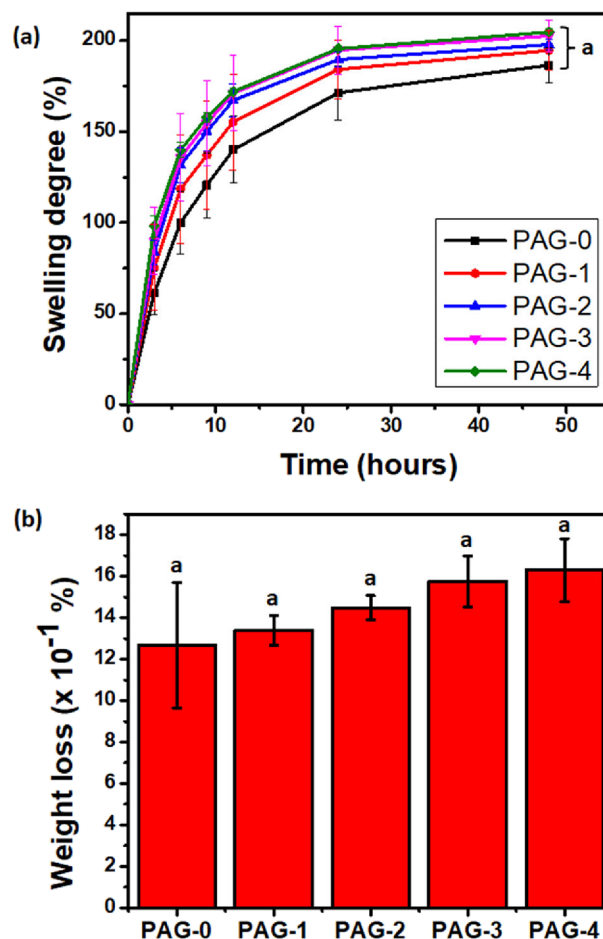 (a)
200
150
100
50
0
Swelling degree (%)
a
PAG-0
PAG-1
PAG-2
PAG-3
PAG-4
0 10 20 30 40 50
Time (hours)
(b)
18
16
14
12
10
8
6
4
2
0
Weight loss (x 10⁻¹ %)
a a a a a
PAG-0 PAG-1 PAG-2 PAG-3 PAG-4